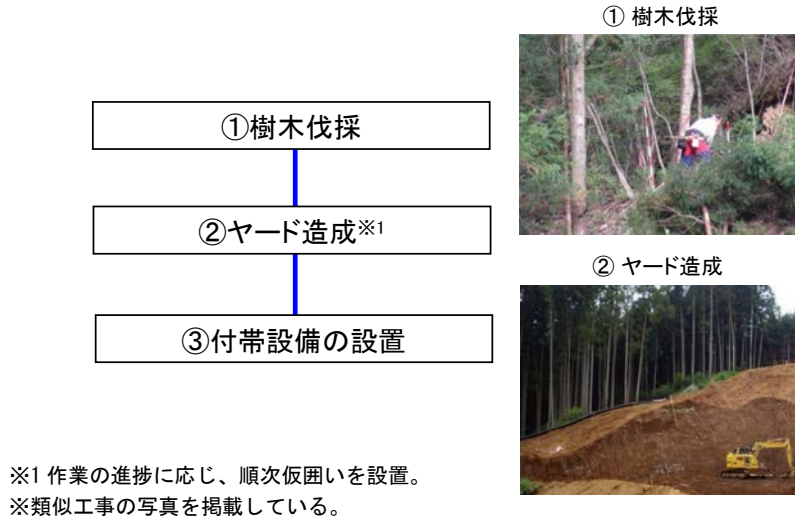 ①樹木伐採
②ヤード造成※1
③付帯設備の設置
※1 作業の進捗に応じ、順次仮囲いを設置。
※類似工事の写真を掲載している。
① 樹木伐採
② ヤード造成